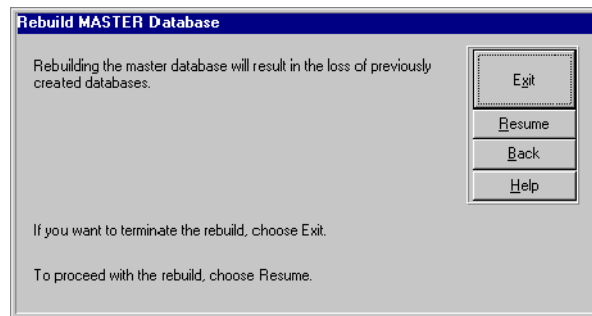 Rebuild MASTER Database
Rebuilding the master database will result in the loss of previously
created databases.
Exit
Resume
Back
Help
If you want to terminate the rebuild, choose Exit.
To proceed with the rebuild, choose Resume.